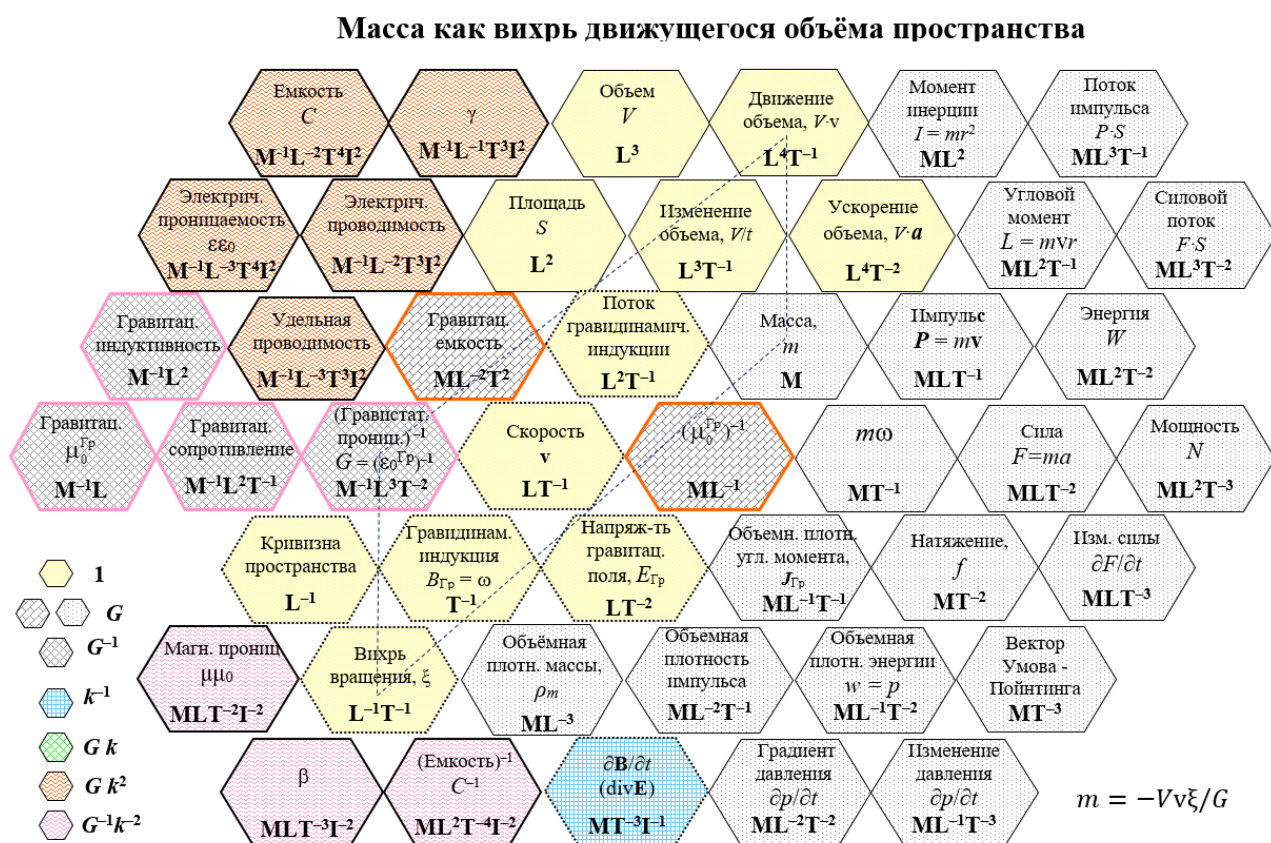 Масса как вихрь движущегося объёма пространства
Емкость
C
M⁻¹L⁻²T⁴I²
γ
M⁻¹L⁻¹T³I²
Объем
V
L³
Движение
объема, V·v
L⁴T⁻¹
Момент
инерции
I = mr²
ML²
Поток
импульса
P·S
ML³T⁻¹
Электрич.
проницаемость
εε₀
M⁻¹L⁻³T⁴I²
Электрич.
проводимость
M⁻¹L⁻²T³I²
Площадь
S
L²
Изменение
объема, V/t
L³T⁻¹
Ускорение
объема, V·a
L⁴T⁻²
Угловой
момент
L = mvr
ML²T⁻¹
Силовой
поток
F·S
ML³T⁻²
Гравитац.
индуктивность
M⁻¹L²
Удельная
проводимость
M⁻¹L⁻³T³I²
Гравитац.
емкость
ML⁻²T²
Поток
гравидинамич.
индукции
L²T⁻¹
Масса,
m
M
Импульс
P = mv
MLT⁻¹
Энергия
W
ML²T⁻²
Гравитац.
μ₀ᴳᵖ
M⁻¹L
Гравитац.
сопротивление
M⁻¹L²T⁻¹
(Гравистат.
прониц.)⁻¹
G = (ε₀ᴳᵖ)⁻¹
M⁻¹L³T⁻²
Скорость
v
LT⁻¹
(μ₀ᴳᵖ)⁻¹
ML⁻¹
mω
MT⁻¹
Сила
F=ma
MLT⁻²
Мощность
N
ML²T⁻³
Кривизна
пространства
L⁻¹
Гравидинам.
индукция
B_Гр = ω
T⁻¹
Напряж-ть
гравитац.
поля, E_Гр
LT⁻²
Объемн. плотн.
угл. момента,
J_Гр
ML⁻¹T⁻¹
Натяжение,
f
MT⁻²
Изм. силы
∂F/∂t
MLT⁻³
Магн. прониц
μμ₀
MLT⁻²I⁻²
Вихрь
вращения, ξ
L⁻¹T⁻¹
Объёмная
плотн. массы,
ρₘ
ML⁻³
Объемная
плотность
импульса
ML⁻²T⁻¹
Объемная
плотн. энергии
w = p
ML⁻¹T⁻²
Вектор
Умова -
Пойнтинга
MT⁻³
β
MLT⁻³I⁻²
(Емкость)⁻¹
C⁻¹
ML²T⁻⁴I⁻²
∂B/∂t
(divE)
MT⁻³I⁻¹
Градиент
давления
∂p/∂t
ML⁻²T⁻²
Изменение
давления
∂p/∂t
ML⁻¹T⁻³
m = −Vvξ/G
1
G
G⁻¹
k⁻¹
G k
G k²
G⁻¹k⁻²